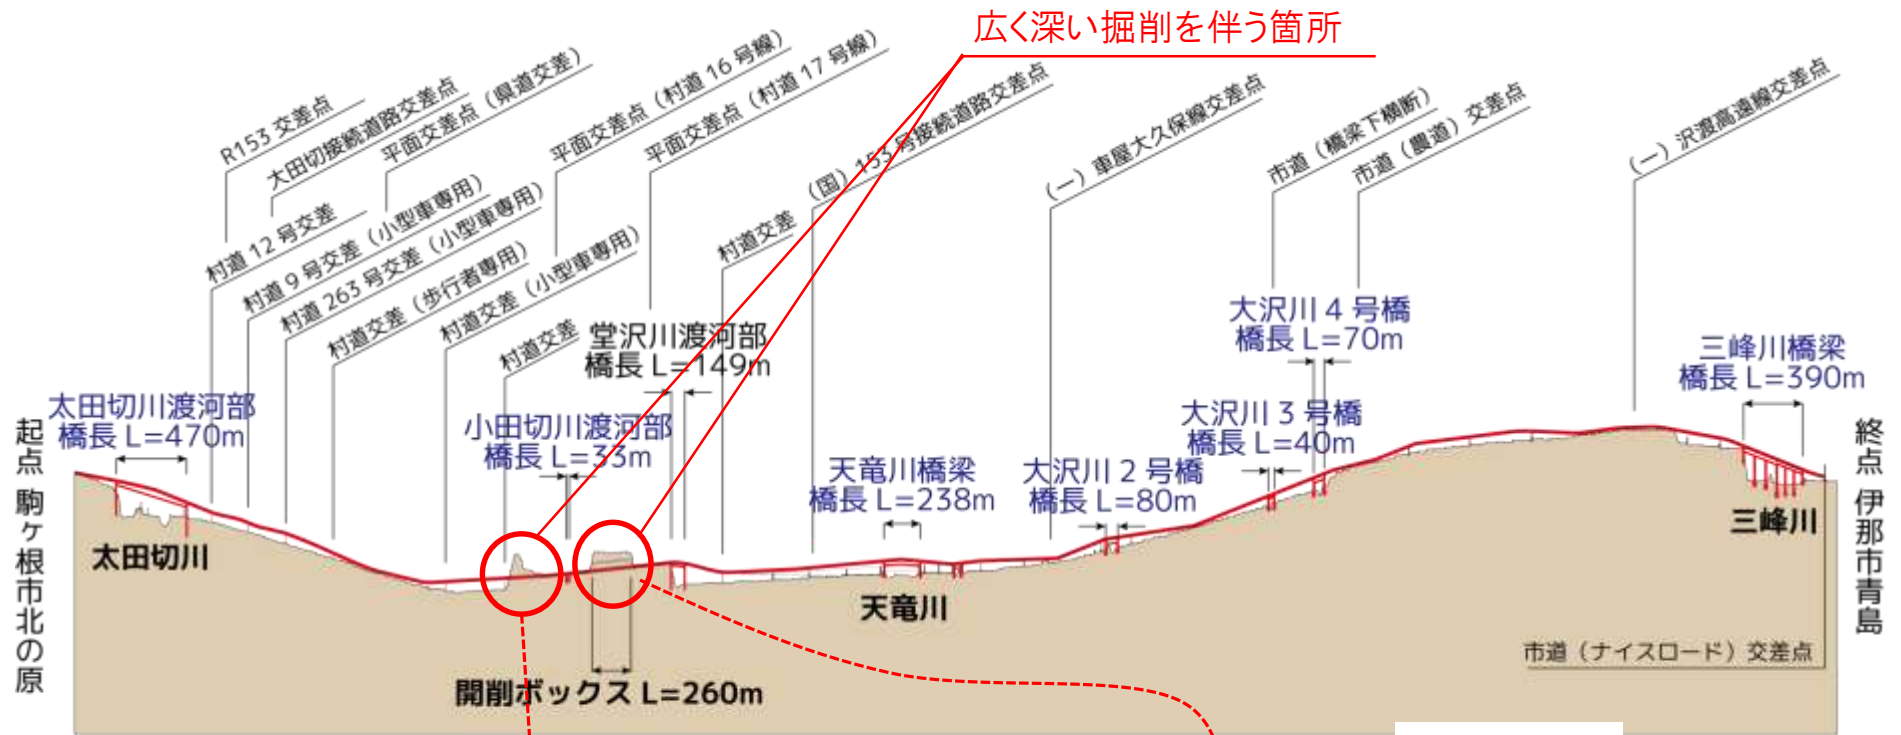 広く深い掘削を伴う箇所
R153 交差点
大田切接続道路交差点
平面交差点（県道交差）
平面交差点（村道 16 号線）
平面交差点（村道 17 号線）
（国）153 号接続道路交差点
（一）車屋大久保線交差点
市道（橋梁下横断）
市道（農道）交差点
（一）沢渡高遠線交差点
村道 12 号交差
村道 9 号交差（小型車専用）
村道 263 号交差（小型車専用）
村道交差（歩行者専用）
村道交差（小型車専用）
村道交差
村道交差
堂沢川渡河部
橋長 L=149m
大沢川 4 号橋
橋長 L=70m
三峰川橋梁
橋長 L=390m
太田切川渡河部
橋長 L=470m
小田切川渡河部
橋長 L=33m
大沢川 3 号橋
橋長 L=40m
天竜川橋梁
橋長 L=238m
大沢川 2 号橋
橋長 L=80m
起点 駒ヶ根市北の原
終点 伊那市青島
太田切川
天竜川
三峰川
市道（ナイスロード）交差点
開削ボックス L=260m